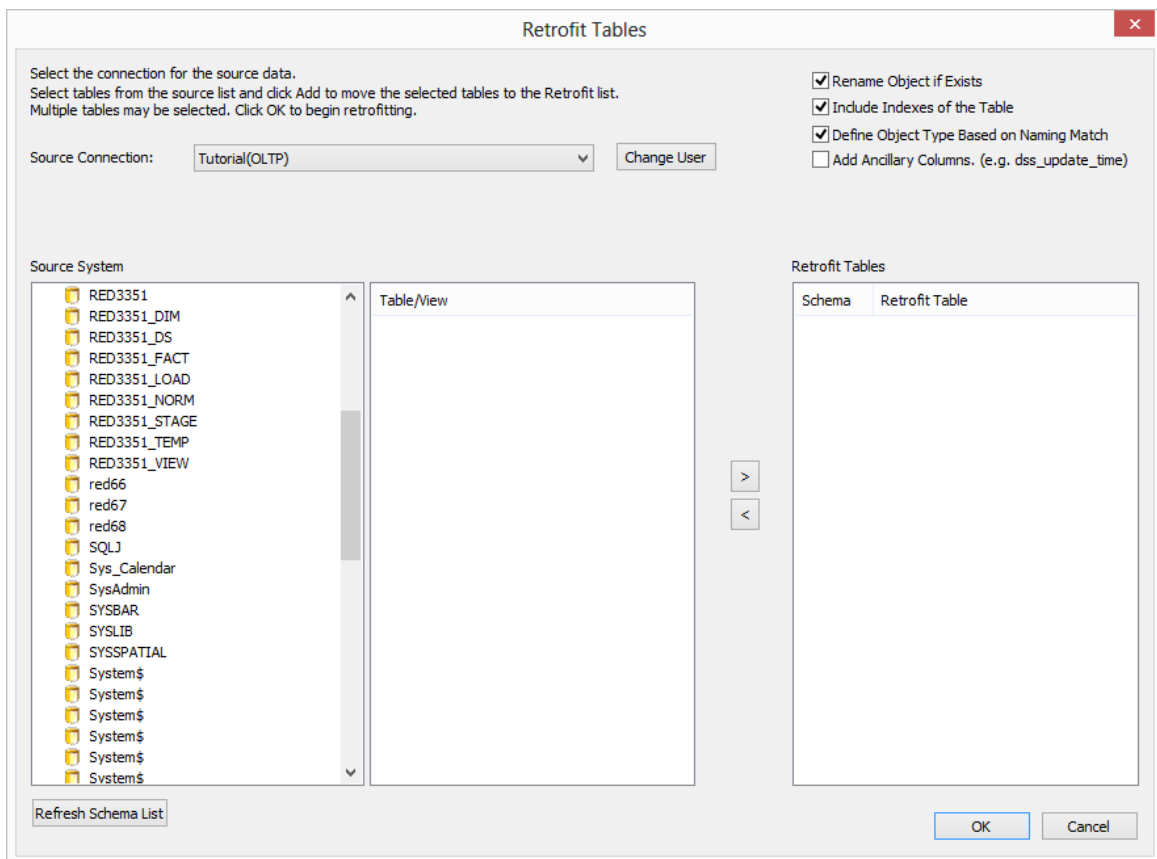 Retrofit Tables
Select the connection for the source data.
Select tables from the source list and click Add to move the selected tables to the Retrofit list.
Multiple tables may be selected. Click OK to begin retrofitting.
Rename Object if Exists
Include Indexes of the Table
Define Object Type Based on Naming Match
Add Ancillary Columns. (e.g. dss_update_time)
Source Connection:
Tutorial(OLTP)
Change User
Source System
RED3351
RED3351_DIM
RED3351_DS
RED3351_FACT
RED3351_LOAD
RED3351_NORM
RED3351_STAGE
RED3351_TEMP
RED3351_VIEW
red66
red67
red68
SQLJ
Sys_Calendar
SysAdmin
SYSBAR
SYSLIB
SYSSPATIAL
System$
System$
System$
System$
System$
System$
Table/View
>
<
Retrofit Tables
Schema Retrofit Table
Refresh Schema List
OK
Cancel